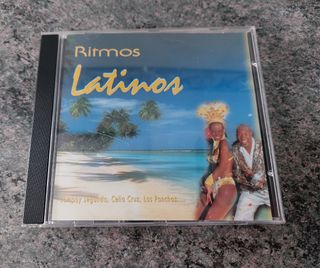 Ritmos
Latinos
Compay Segundo, Celia Cruz, Los Panchos...